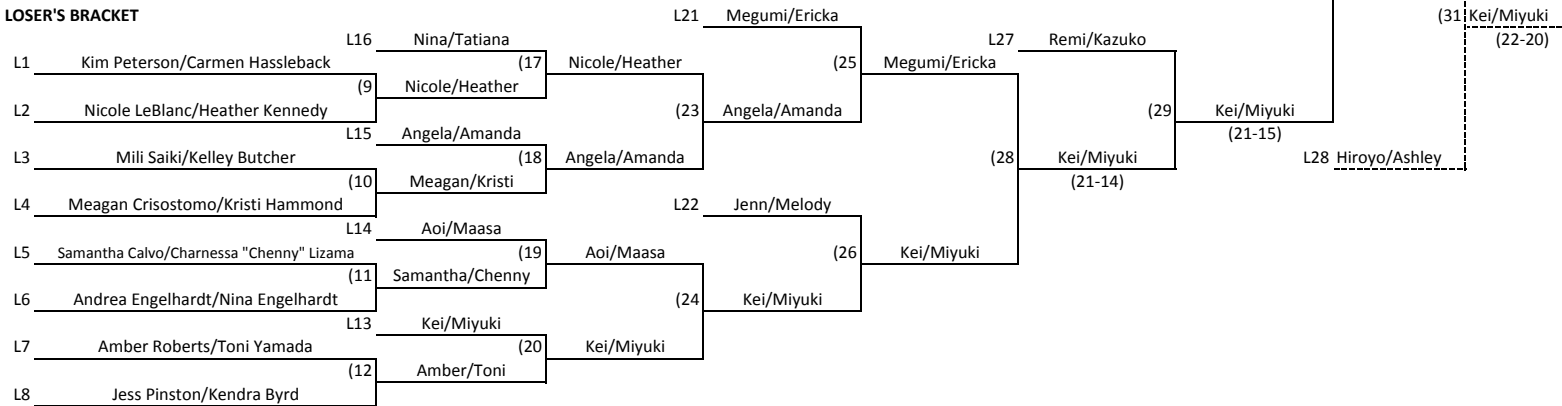 LOSER'S BRACKET
L21 Megumi/Ericka
(31 Kei/Miyuki
L16 Nina/Tatiana
L27 Remi/Kazuko
(22-20)
L1 Kim Peterson/Carmen Hassleback
(17 Nicole/Heather
(25 Megumi/Ericka
(9 Nicole/Heather
L2 Nicole LeBlanc/Heather Kennedy
(23 Angela/Amanda
(29 Kei/Miyuki
L15 Angela/Amanda
(21-15)
L3 Mili Saiki/Kelley Butcher
(18 Angela/Amanda
(28 Kei/Miyuki
L28 Hiroyo/Ashley
(10 Meagan/Kristi
(21-14)
L4 Meagan Crisostomo/Kristi Hammond
L22 Jenn/Melody
L14 Aoi/Maasa
L5 Samantha Calvo/Charnessa "Chenny" Lizama
(19 Aoi/Maasa
(26 Kei/Miyuki
(11 Samantha/Chenny
L6 Andrea Engelhardt/Nina Engelhardt
(24 Kei/Miyuki
L13 Kei/Miyuki
L7 Amber Roberts/Toni Yamada
(20 Kei/Miyuki
(12 Amber/Toni
L8 Jess Pinston/Kendra Byrd